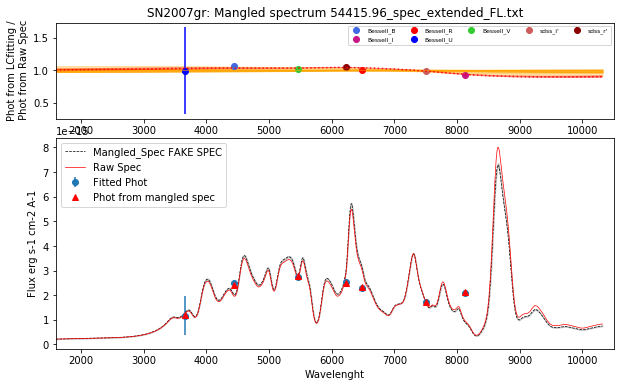 SN2007gr: Mangled spectrum 54415.96_spec_extended_FL.txt
Phot from LCfitting /
Phot from Raw Spec
1.5
1.0
0.5
Bessell_B
Bessell_I
Bessell_R
Bessell_U
Bessell_V
sdss_i'
sdss_r'
3000 4000 5000 6000 7000 8000 9000 10000
Flux erg s-1 cm-2 A-1
8
7
6
5
4
3
2
1
0
Mangled_Spec FAKE SPEC
Raw Spec
Fitted Phot
Phot from mangled spec
2000 3000 4000 5000 6000 7000 8000 9000 10000
Wavelenght